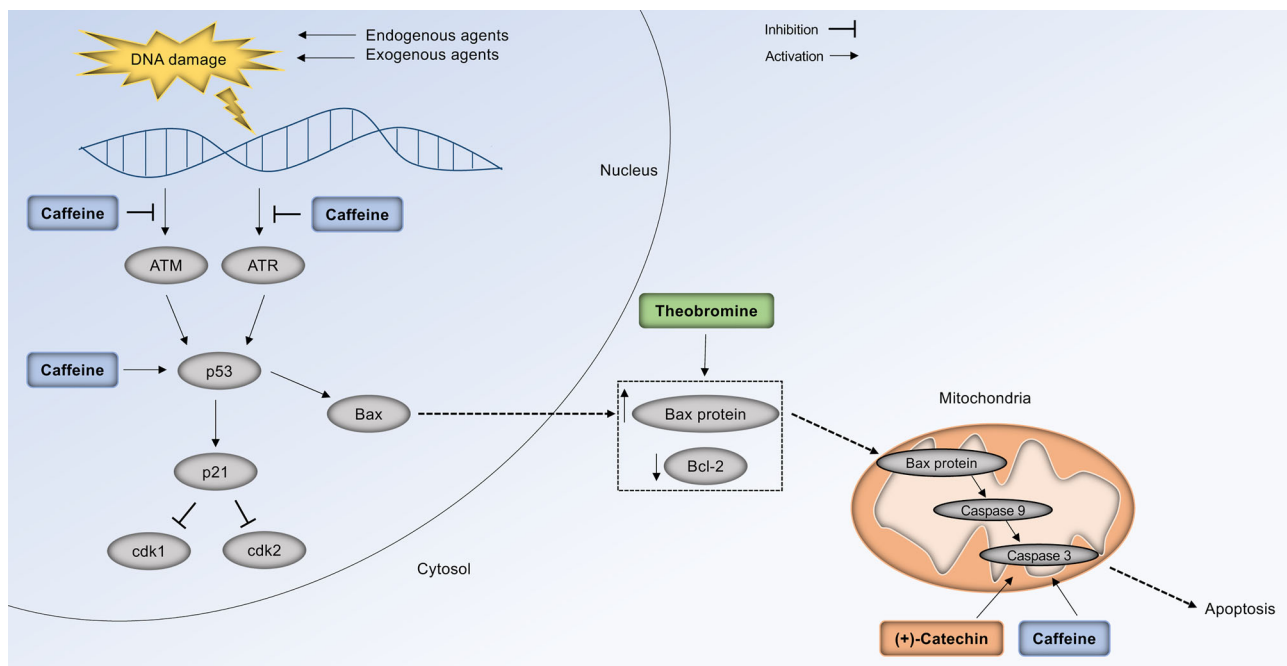 DNA damage
Endogenous agents
Exogenous agents
Inhibition
Activation
Nucleus
Caffeine
Caffeine
ATM
ATR
Theobromine
Caffeine
p53
Bax
Bax protein
Bcl-2
Mitochondria
p21
Bax protein
Caspase 9
Caspase 3
cdk1
cdk2
Cytosol
Apoptosis
(+)-Catechin
Caffeine